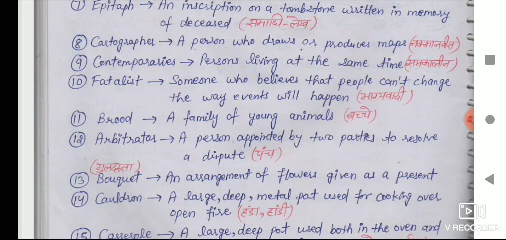 ⑦ Epitaph → An inscription on a tombstone written in memory
of deceased (समाधि-लेख)
⑧ Cartographer → A person who draws or produces maps (नक्शानवीस)
⑨ Contemporaries → Persons living at the same time (समकालीन)
⑩ Fatalist → Someone who believes that people can't change
the way events will happen (भाग्यवादी)
⑪ Brood → A family of young animals (बच्चे)
⑫ Arbitrator → A person appointed by two parties to resolve
a dispute (पंच)
(गुलदस्ता)
⑬ Bouquet → An arrangement of flowers given as a present
⑭ Cauldron → A large, deep, metal pot used for cooking over
open fire (हंडा, हांडी)
⑮ Casserole → A large, deep pot used both in the oven and
V RECORDER